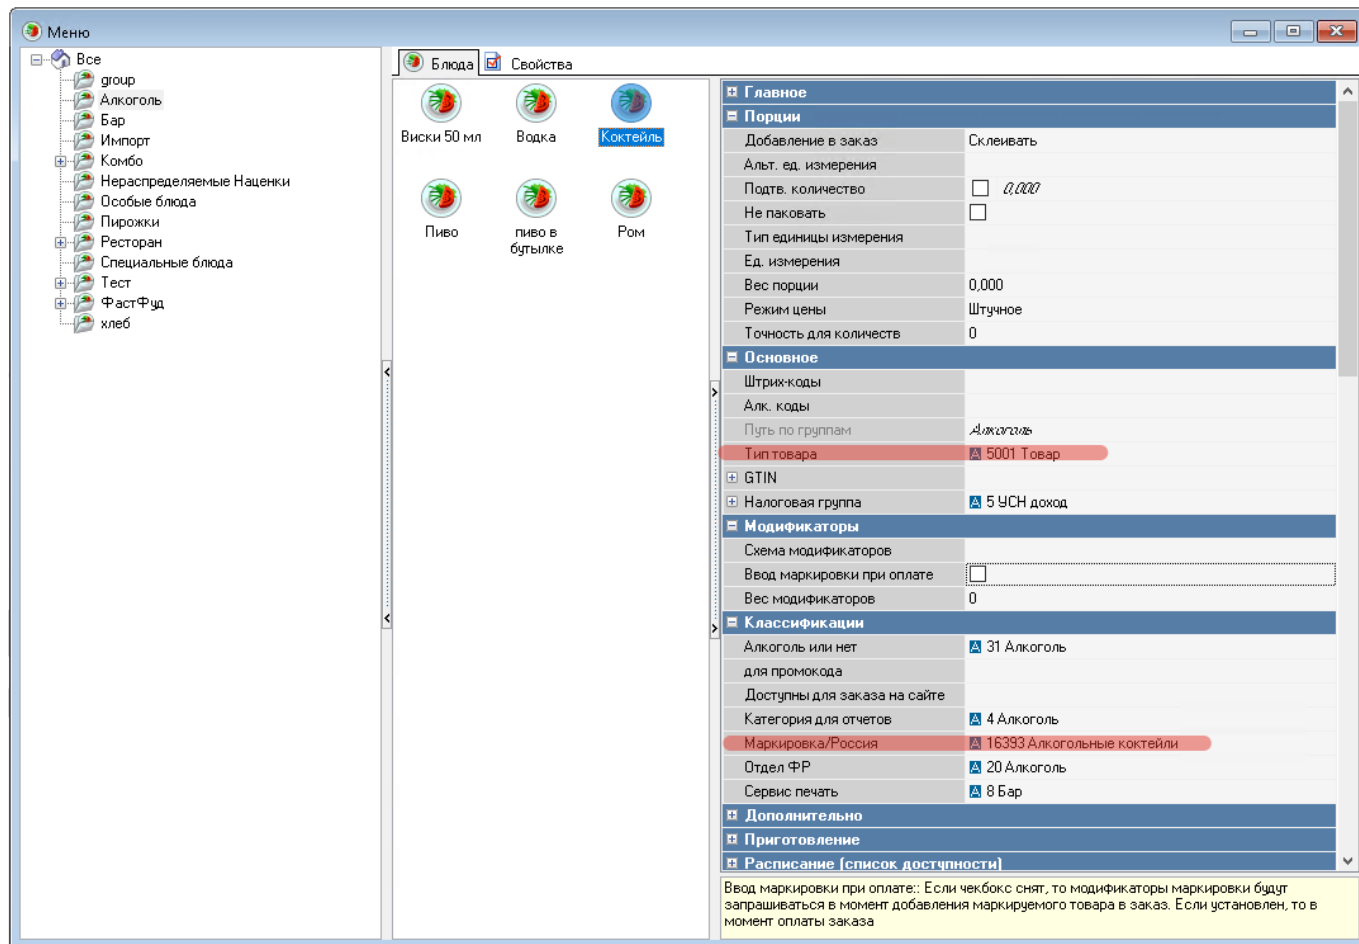 Меню
Все
group
Алкоголь
Бар
Импорт
Комбо
Нераспределяемые Наценки
Особые блюда
Пирожки
Ресторан
Специальные блюда
Тест
ФастФуд
хлеб
Блюда
Свойства
Виски 50 мл
Водка
Коктейль
Пиво
пиво в
бутылке
Ром
Главное
Порции
Добавление в заказ Склеивать
Альт. ед. измерения
Подтв. количество 0,000
Не паковать
Тип единицы измерения
Ед. измерения
Вес порции 0,000
Режим цены Штучное
Точность для количеств 0
Основное
Штрих-коды
Алк. коды
Путь по группам Алкоголь
Тип товара A 5001 Товар
GTIN
Налоговая группа A 5 УСН доход
Модификаторы
Схема модификаторов
Ввод маркировки при оплате
Вес модификаторов 0
Классификации
Алкоголь или нет A 31 Алкоголь
для промокода
Доступны для заказа на сайте
Категория для отчетов A 4 Алкоголь
Маркировка/Россия A 16393 Алкогольные коктейли
Отдел ФР A 20 Алкоголь
Сервис печать A 8 Бар
Дополнительно
Приготовление
Расписание (список доступности)
Ввод маркировки при оплате:: Если чекбокс снят, то модификаторы маркировки будут
запрашиваться в момент добавления маркируемого товара в заказ. Если установлен, то в
момент оплаты заказа